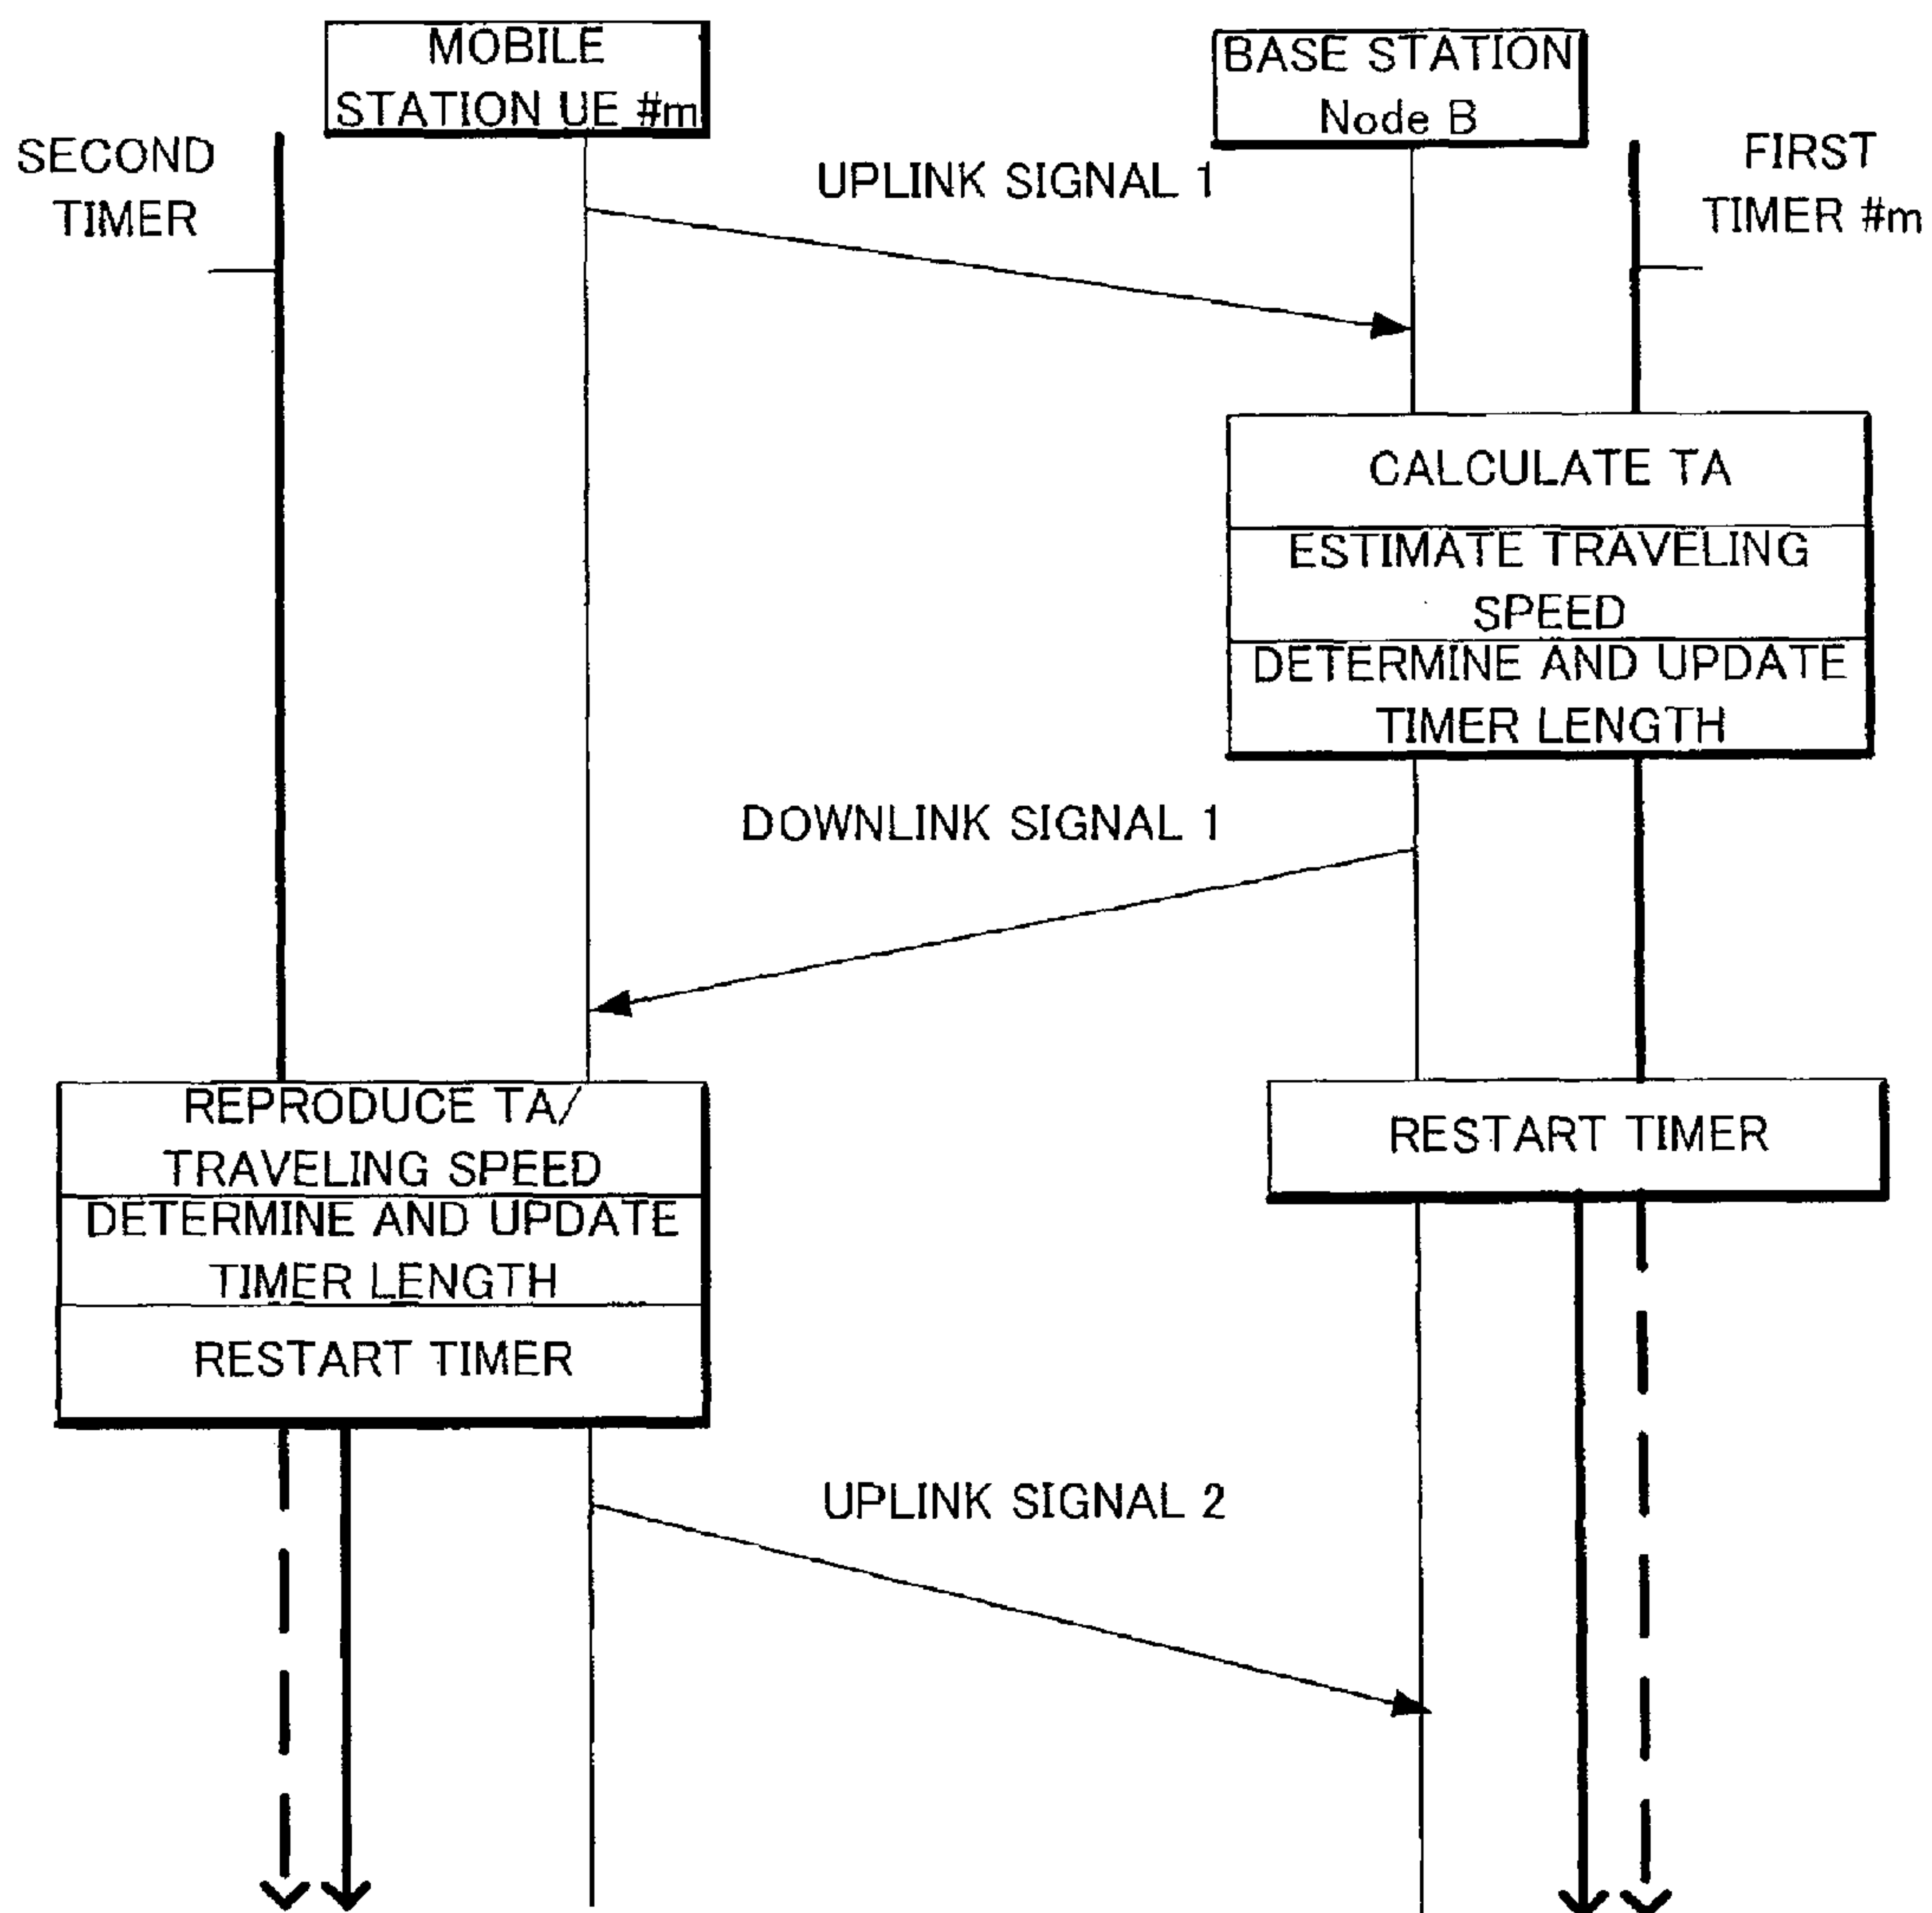 MOBILE
STATION UE #m
BASE STATION
Node B
SECOND
TIMER
FIRST
TIMER #m
UPLINK SIGNAL 1
CALCULATE TA
ESTIMATE TRAVELING
SPEED
DETERMINE AND UPDATE
TIMER LENGTH
DOWNLINK SIGNAL 1
REPRODUCE TA/
TRAVELING SPEED
DETERMINE AND UPDATE
TIMER LENGTH
RESTART TIMER
RESTART TIMER
UPLINK SIGNAL 2